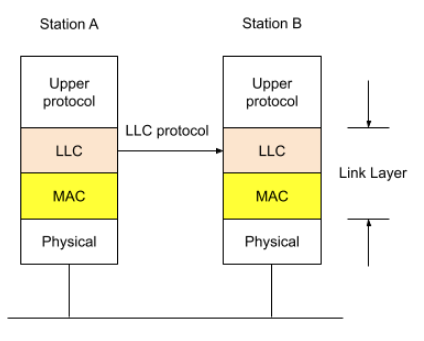 Station A
Station B
Upper
protocol
Upper
protocol
LLC protocol
LLC
LLC
Link Layer
MAC
MAC
Physical
Physical